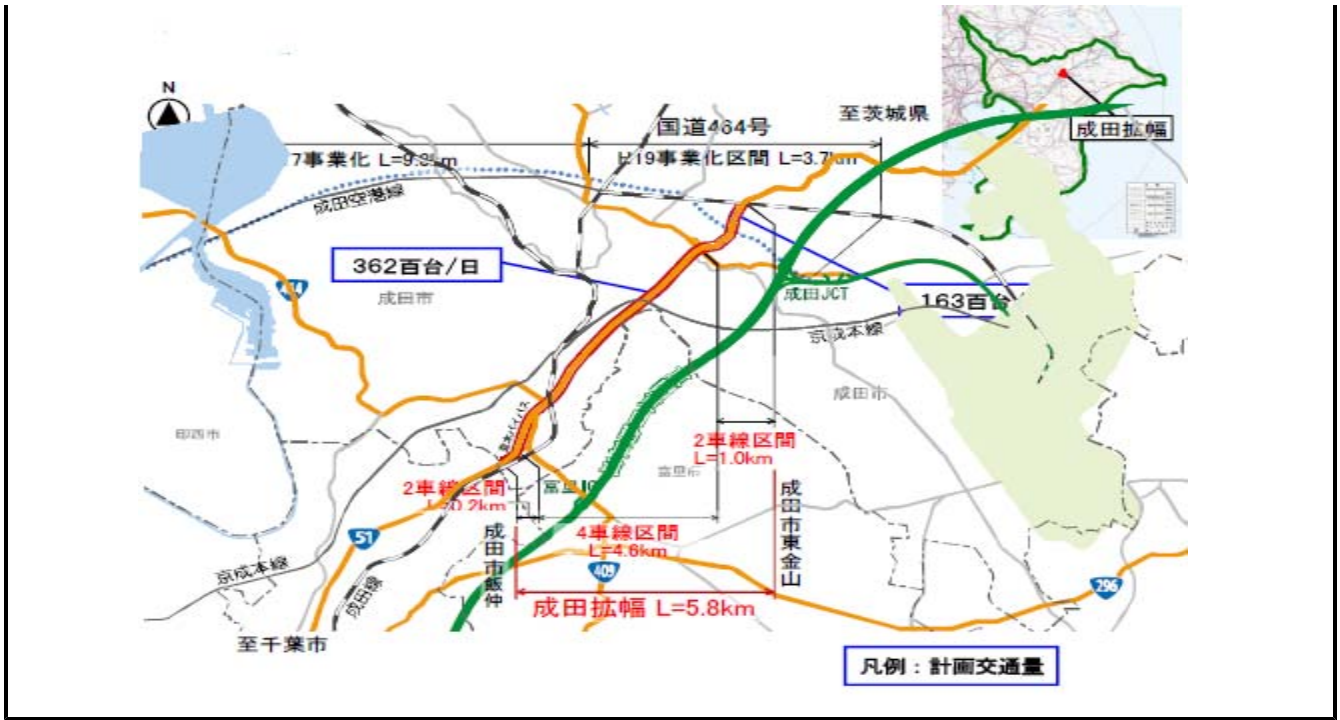 N
国道464号
至茨城県
成田拡幅
7事業化 L=9.3km
H19事業化区間 L=3.7km
成田空港線
362百台/日
464
成田市
成田JCT
163百台
京成本線
成田市
印西市
2車線区間
L=1.0km
富里市
2車線区間
L=0.2km
富里IC
成田市東金山
51
成田市飯仲
4車線区間
L=4.6km
409
296
京成本線
成田線
成田拡幅 L=5.8km
至千葉市
凡例：計画交通量